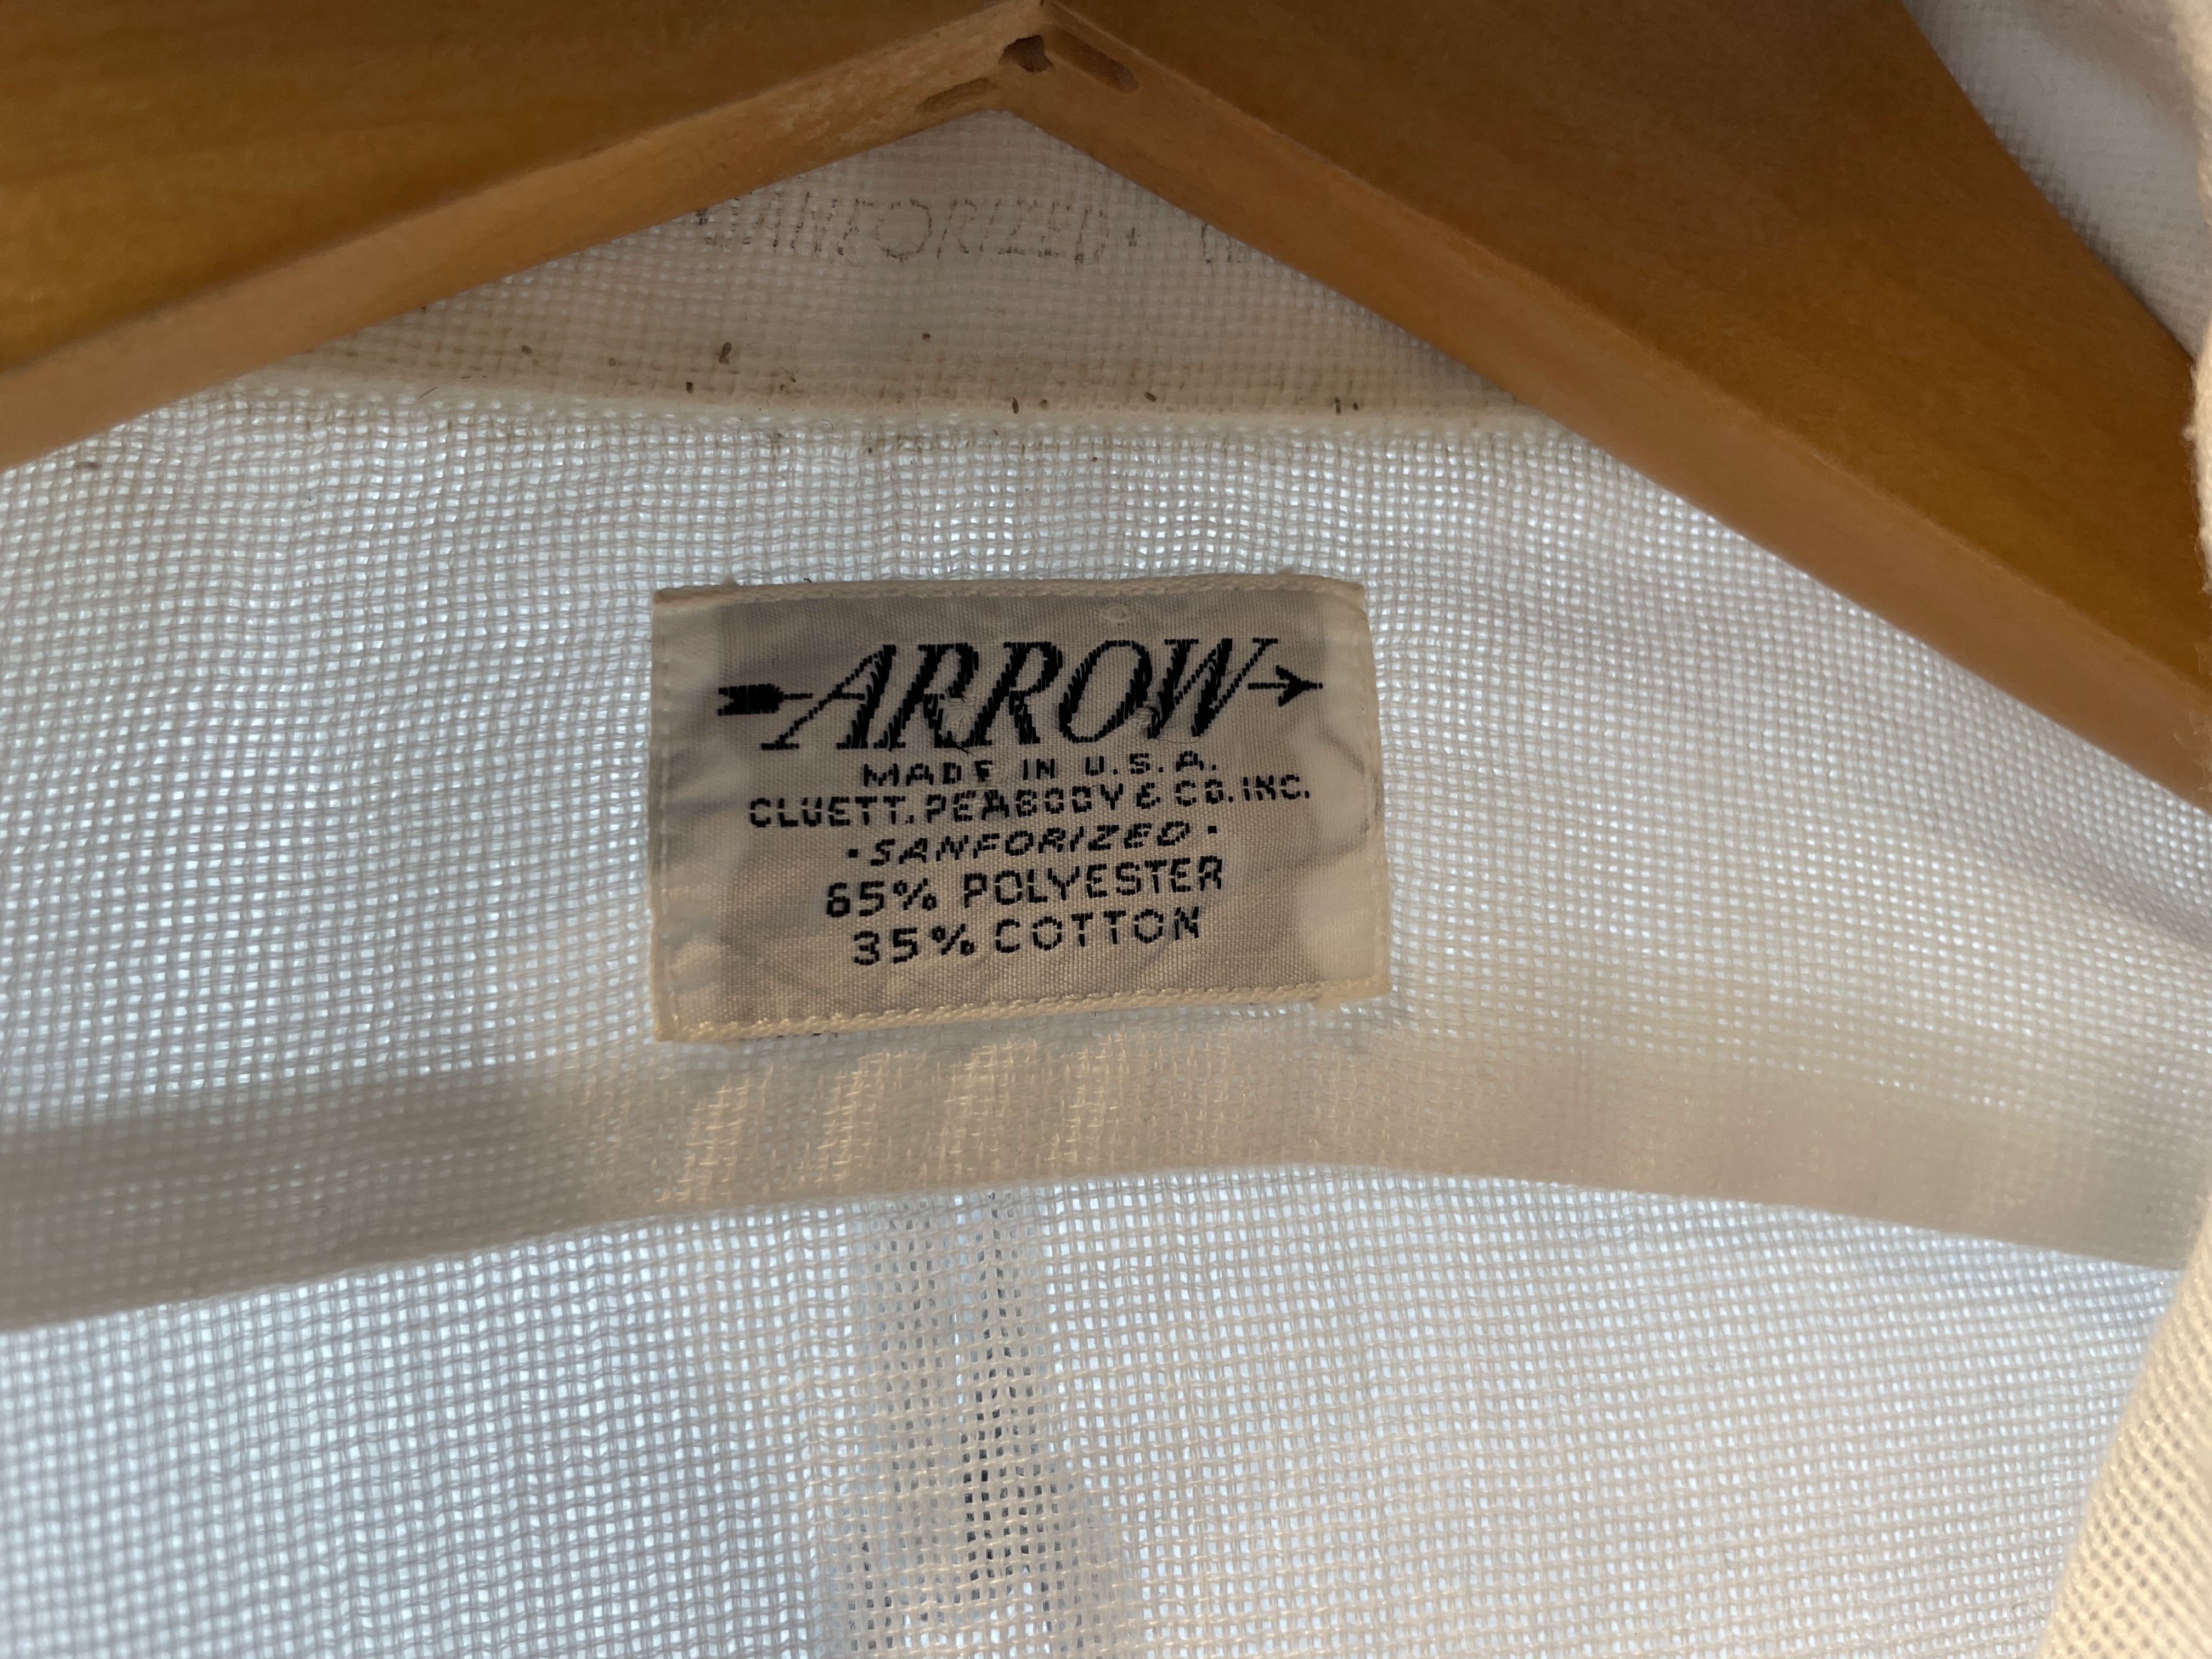 SANFORIZED
ARROW
MADE IN U.S.A.
CLUETT, PEABODY & CO. INC.
·SANFORIZED·
65% POLYESTER
35% COTTON